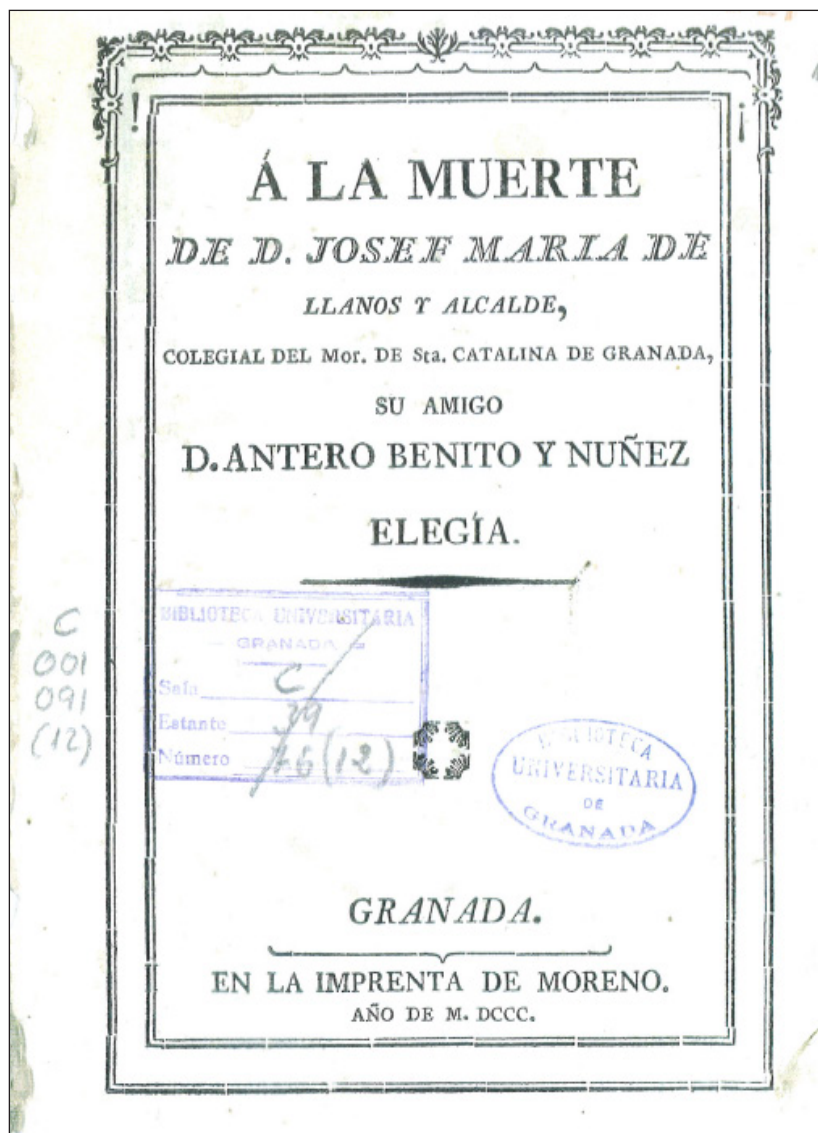 Á LA MUERTE
DE D. JOSEF MARIA DE
LLANOS Y ALCALDE,
COLEGIAL DEL Mor. DE Sta. CATALINA DE GRANADA,
SU AMIGO
D. ANTERO BENITO Y NUÑEZ
ELEGÍA.
C
001
091
(12)
BIBLIOTECA UNIVERSITARIA
GRANADA
Sala C
Estante 39
Número 76 (12)
BIBLIOTECA
UNIVERSITARIA
DE
GRANADA
GRANADA.
EN LA IMPRENTA DE MORENO.
AÑO DE M. DCCC.